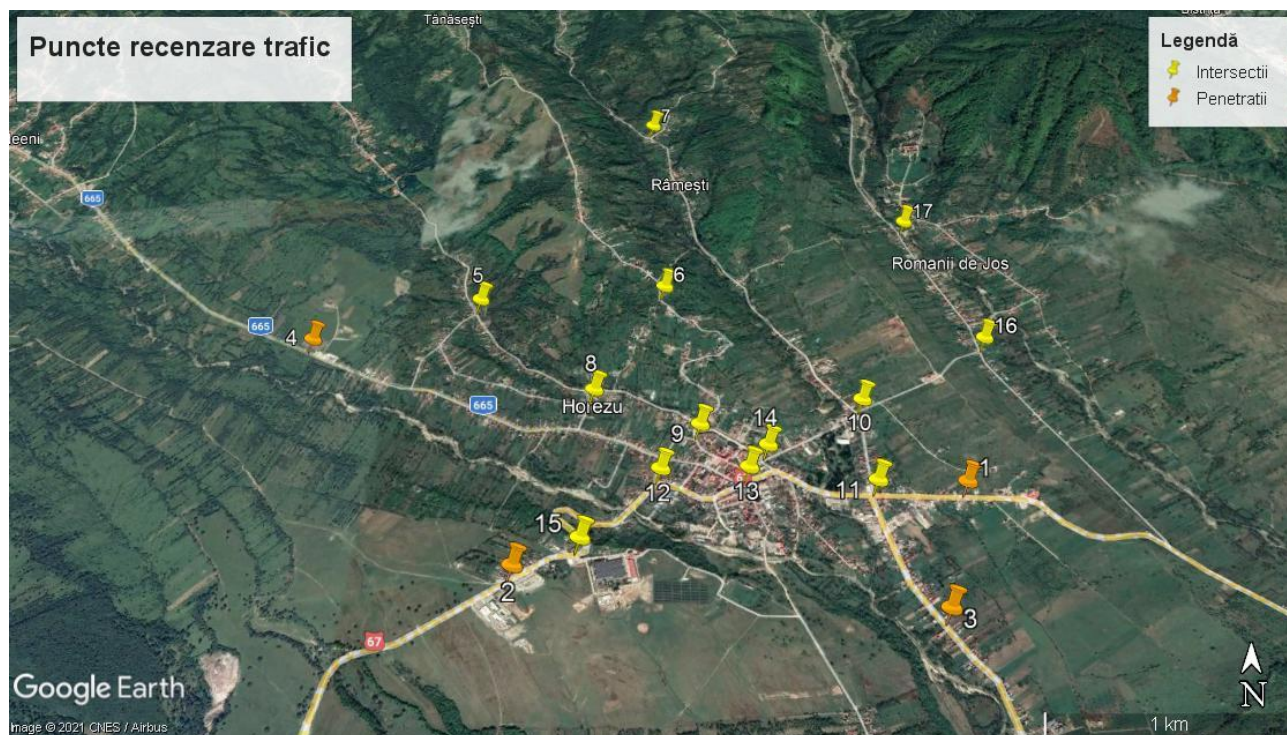 Tănăsești
Puncte recenzare trafic
Legendă
Intersectii
Penetratii
7
665
Râmești
17
5
6
Romanii de Jos
4
665
16
8
Horezu
665
10
9
14
12
13
11
1
15
2
3
67
Google Earth
N
Image © 2021 CNES / Airbus
1 km